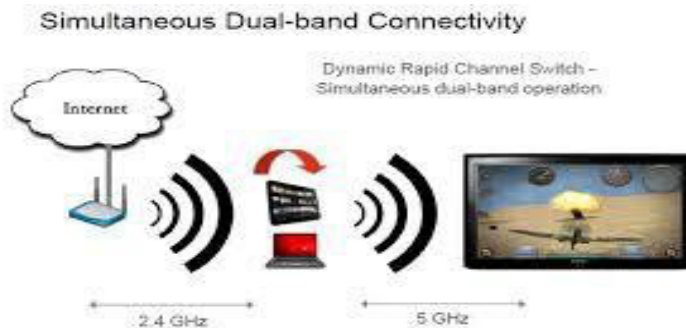 Simultaneous Dual-band Connectivity
Dynamic Rapid Channel Switch –
Simultaneous dual-band operation
Internet
2.4 GHz
5 GHz